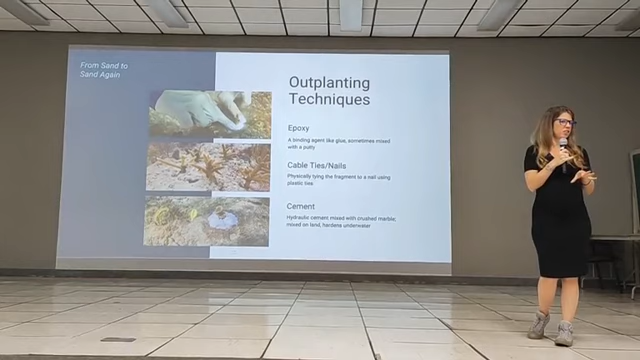 From Sand to
Sand Again
Outplanting
Techniques
Epoxy
A binding agent like glue, sometimes mixed
with a putty
Cable Ties/Nails
Physically tying the fragment to a nail using
plastic ties
Cement
Hydraulic cement mixed with crushed marble;
mixed on land, hardens underwater